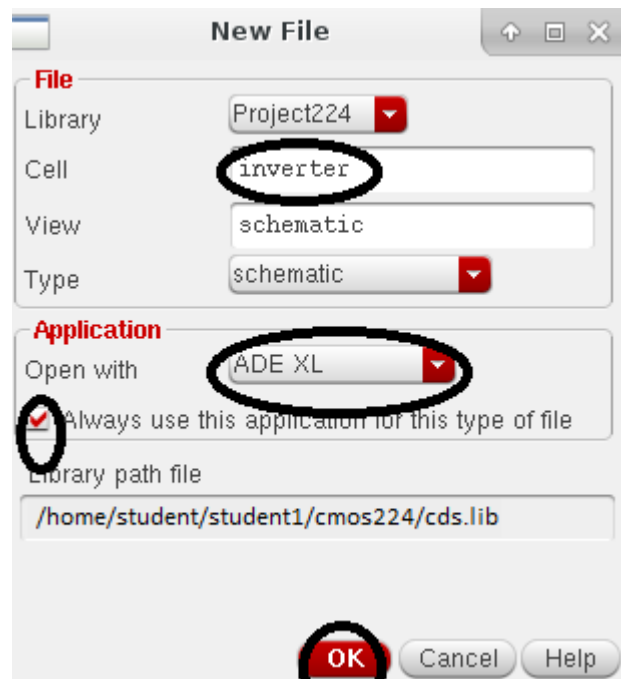 New File
File
Library Project224
Cell inverter
View schematic
Type schematic
Application
Open with ADE XL
Always use this application for this type of file
Library path file
/home/student/student1/cmos224/cds.lib
OK Cancel Help